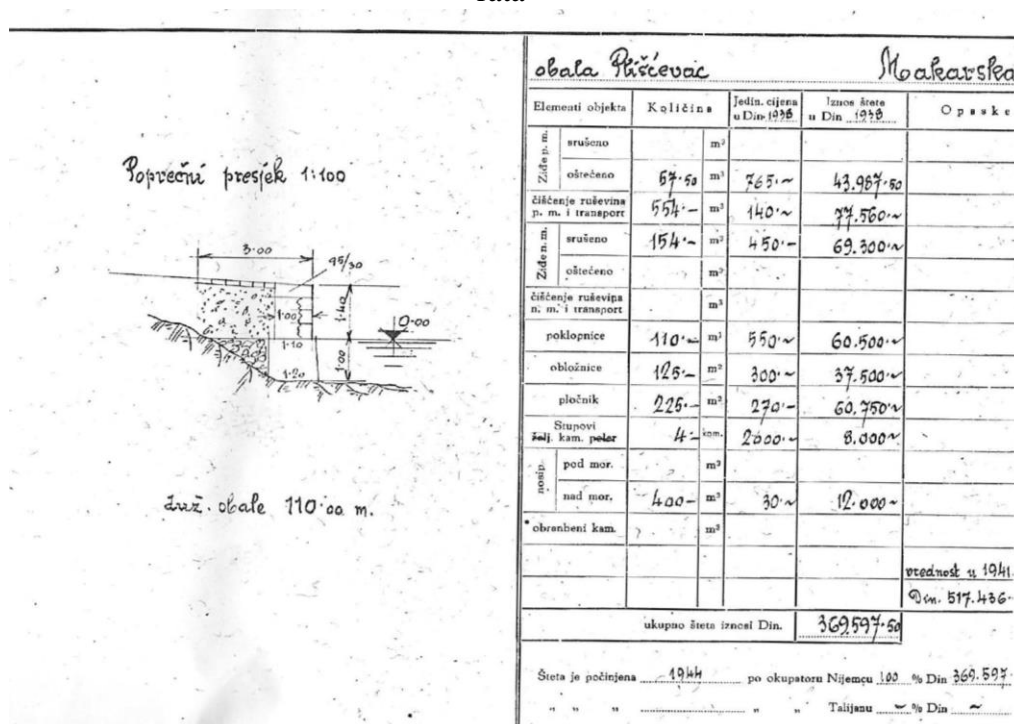 Poprečni presjek 1:100
3·00
45/30
1·00
1·40
0·00
1·10
1·00
1·20
duž. obale 110·00 m.
obala Plišćevac Makarska
Elementi objekta Količina Jedin. cijena u Din 1938 Iznos štete u Din 1938 Opaske
Ziđe p. m. srušeno m³
oštećeno 57·50 m³ 765·~ 43.987·50
čišćenje ruševina p. m. i transport 554·— m³ 140·~ 77.560·~
Ziđe n. m. srušeno 154·~ m³ 450·— 69.300·~
oštećeno m³
čišćenje ruševina n. m. i transport m³
poklopnice 110·— m³ 550·~ 60.500·~
obložnice 125·— m² 300·~ 37.500·~
pločnik 225·— m² 270·— 60.750·~
Stupovi želj. kam. poler 4·— kom. 2000·~ 8.000~
nasip pod mor. m³
nad mor. 400— m³ 30·~ 12.000~
obranbeni kam. m³
vrednost u 1941.
Din. 517.436·
ukupno šteta iznosi Din. 369.597·50
Šteta je počinjena 1944 po okupatoru Nijemcu 100 % Din 369.597·
" " " " " Talijanu ~ % Din ~